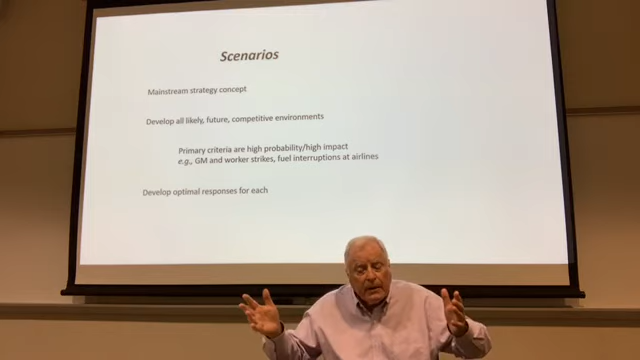 Scenarios
Mainstream strategy concept
Develop all likely, future, competitive environments
Primary criteria are high probability/high impact
e.g., GM and worker strikes, fuel interruptions at airlines
Develop optimal responses for each